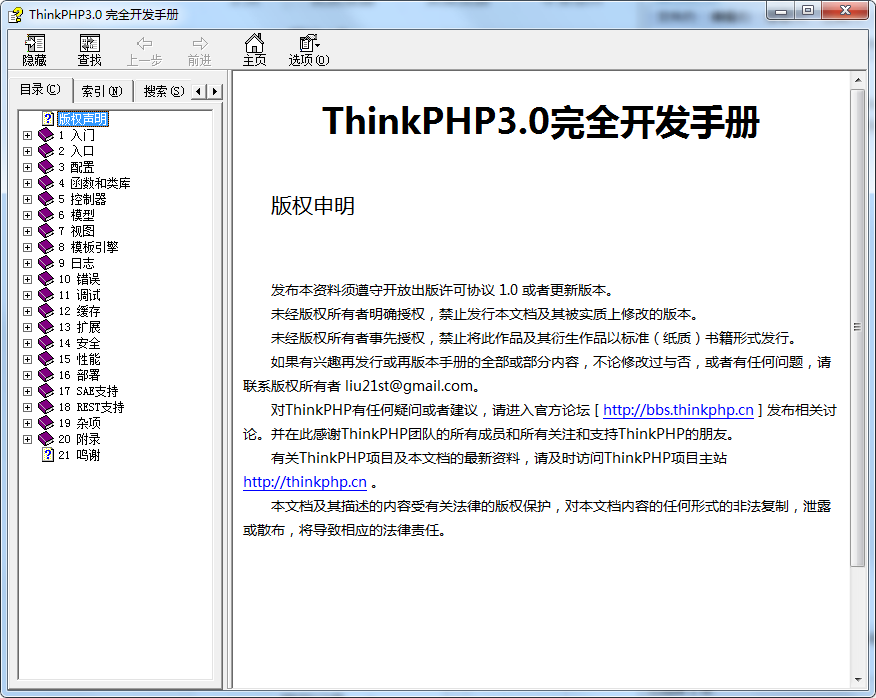 ThinkPHP3.0 完全开发手册
隐藏 查找 上一步 前进 主页 选项(O)
目录(C) 索引(N) 搜索(S)
版权声明
1 入门
2 入口
3 配置
4 函数和类库
5 控制器
6 模型
7 视图
8 模板引擎
9 日志
10 错误
11 调试
12 缓存
13 扩展
14 安全
15 性能
16 部署
17 SAE支持
18 REST支持
19 杂项
20 附录
21 鸣谢
ThinkPHP3.0完全开发手册
版权申明
发布本资料须遵守开放出版许可协议 1.0 或者更新版本。
未经版权所有者明确授权，禁止发行本文档及其被实质上修改的版本。
未经版权所有者事先授权，禁止将此作品及其衍生作品以标准（纸质）书籍形式发行。
如果有兴趣再发行或再版本手册的全部或部分内容，不论修改过与否，或者有任何问题，请
联系版权所有者 liu21st@gmail.com。
对ThinkPHP有任何疑问或者建议，请进入官方论坛 [ http://bbs.thinkphp.cn ] 发布相关讨
论。并在此感谢ThinkPHP团队的所有成员和所有关注和支持ThinkPHP的朋友。
有关ThinkPHP项目及本文档的最新资料，请及时访问ThinkPHP项目主站
http://thinkphp.cn 。
本文档及其描述的内容受有关法律的版权保护，对本文档内容的任何形式的非法复制，泄露
或散布，将导致相应的法律责任。